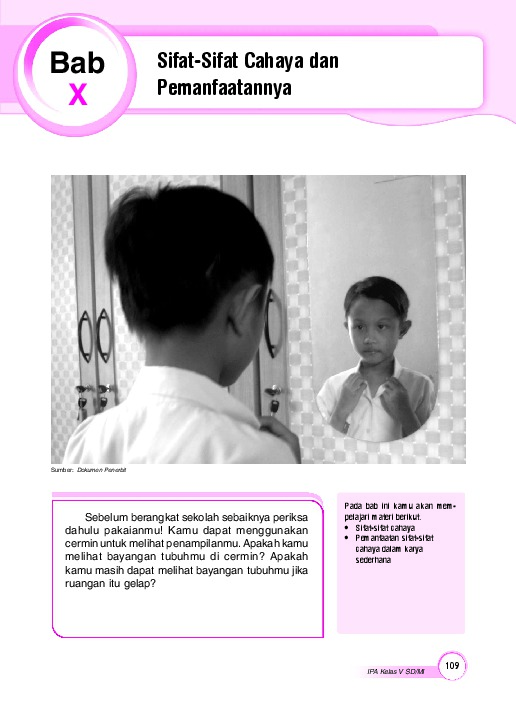 Bab
X
Sifat-Sifat Cahaya dan
Pemanfaatannya
Sumber: Dokumen Penerbit
Sebelum berangkat sekolah sebaiknya periksa
dahulu pakaianmu! Kamu dapat menggunakan
cermin untuk melihat penampilanmu. Apakah kamu
melihat bayangan tubuhmu di cermin? Apakah
kamu masih dapat melihat bayangan tubuhmu jika
ruangan itu gelap?
Pada bab ini kamu akan mem-
pelajari materi berikut.
• Sifat-sifat cahaya
• Pemanfaatan sifat-sifat
cahaya dalam karya
sederhana
IPA Kelas V SD/MI
109